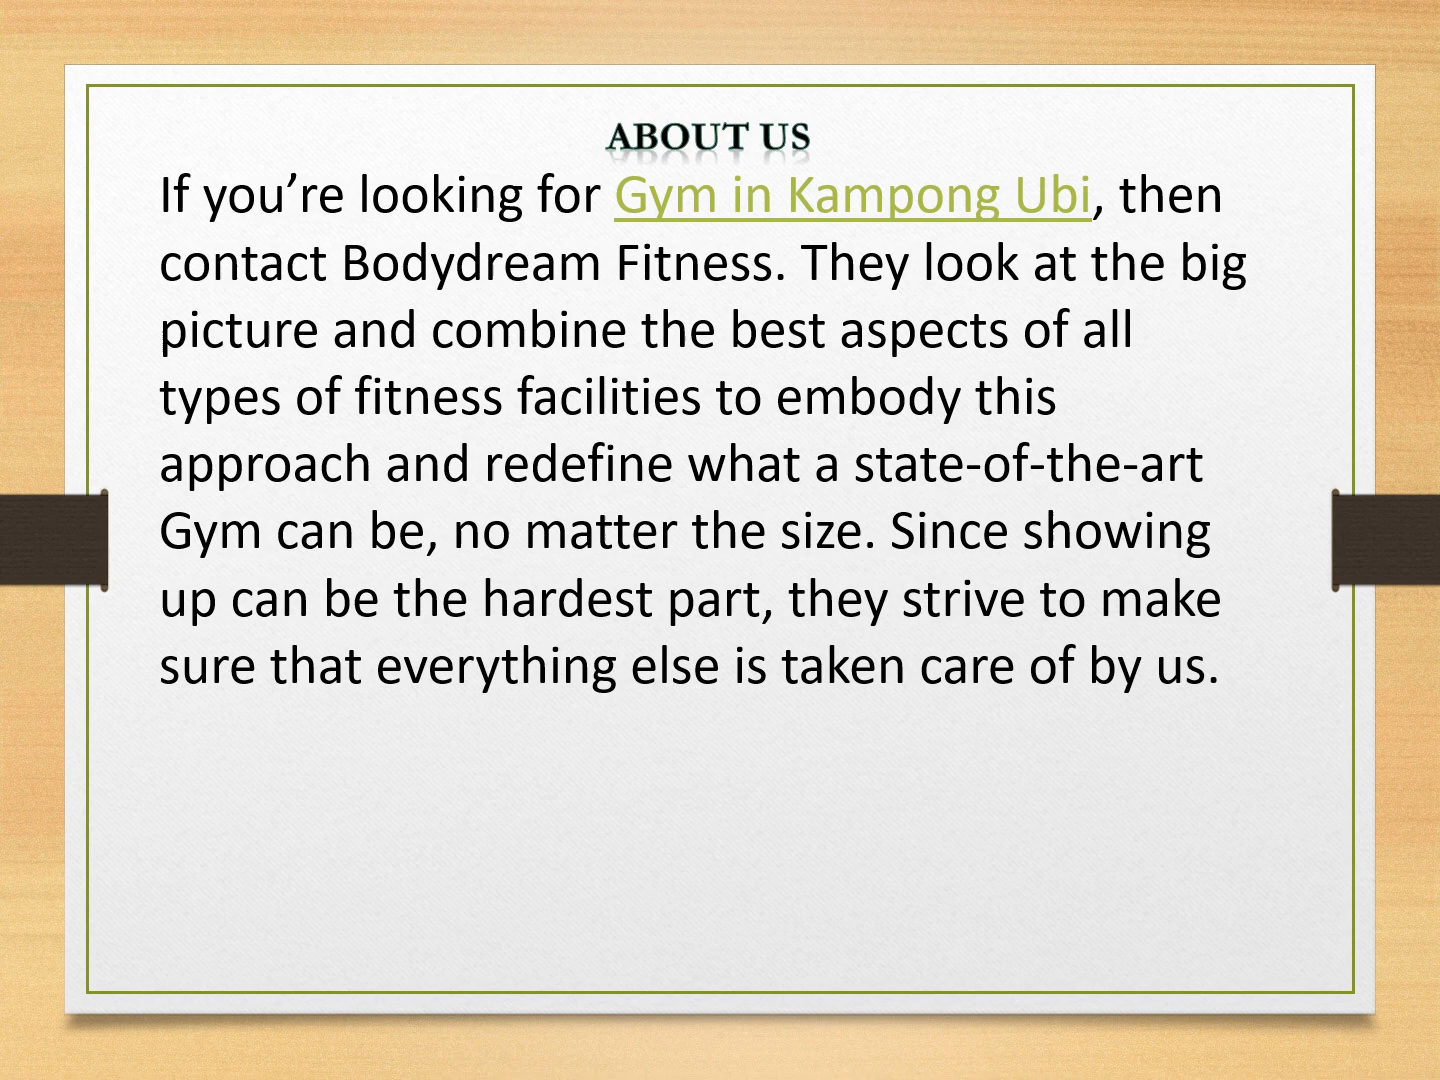 ABOUT US
If you’re looking for Gym in Kampong Ubi, then
contact Bodydream Fitness. They look at the big
picture and combine the best aspects of all
types of fitness facilities to embody this
approach and redefine what a state-of-the-art
Gym can be, no matter the size. Since showing
up can be the hardest part, they strive to make
sure that everything else is taken care of by us.